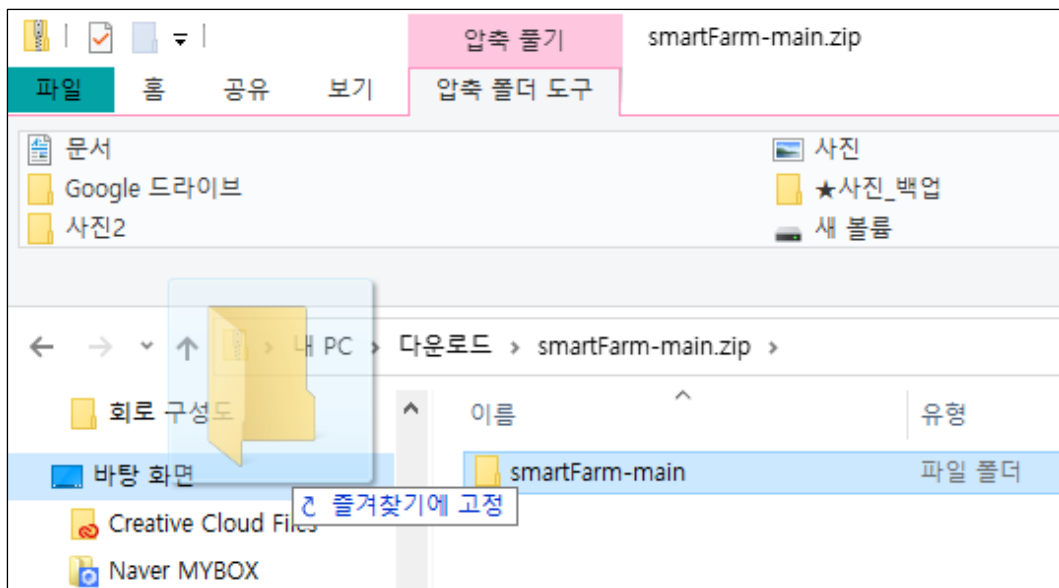 압축 풀기 smartFarm-main.zip
파일 홈 공유 보기 압축 폴더 도구
문서 사진
Google 드라이브 ★사진_백업
사진2 새 볼륨
내 PC > 다운로드 > smartFarm-main.zip >
회로 구성도 이름 유형
바탕 화면 smartFarm-main 파일 폴더
즐겨찾기에 고정
Creative Cloud Files
Naver MYBOX